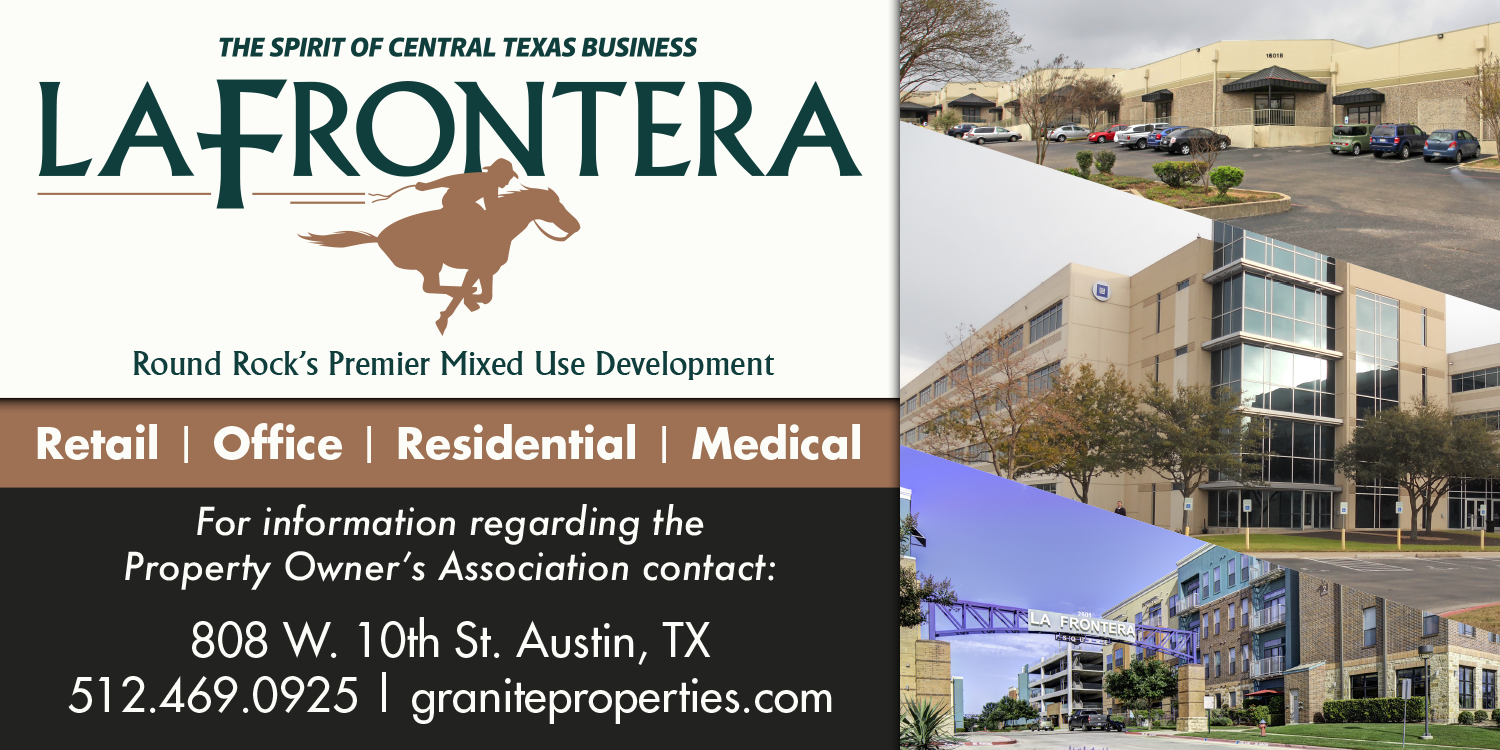 THE SPIRIT OF CENTRAL TEXAS BUSINESS
LA FRONTERA
Round Rock's Premier Mixed Use Development
Retail | Office | Residential | Medical
For information regarding the
Property Owner's Association contact:
808 W. 10th St. Austin, TX
512.469.0925 | graniteproperties.com
16018
2601
LA FRONTERA